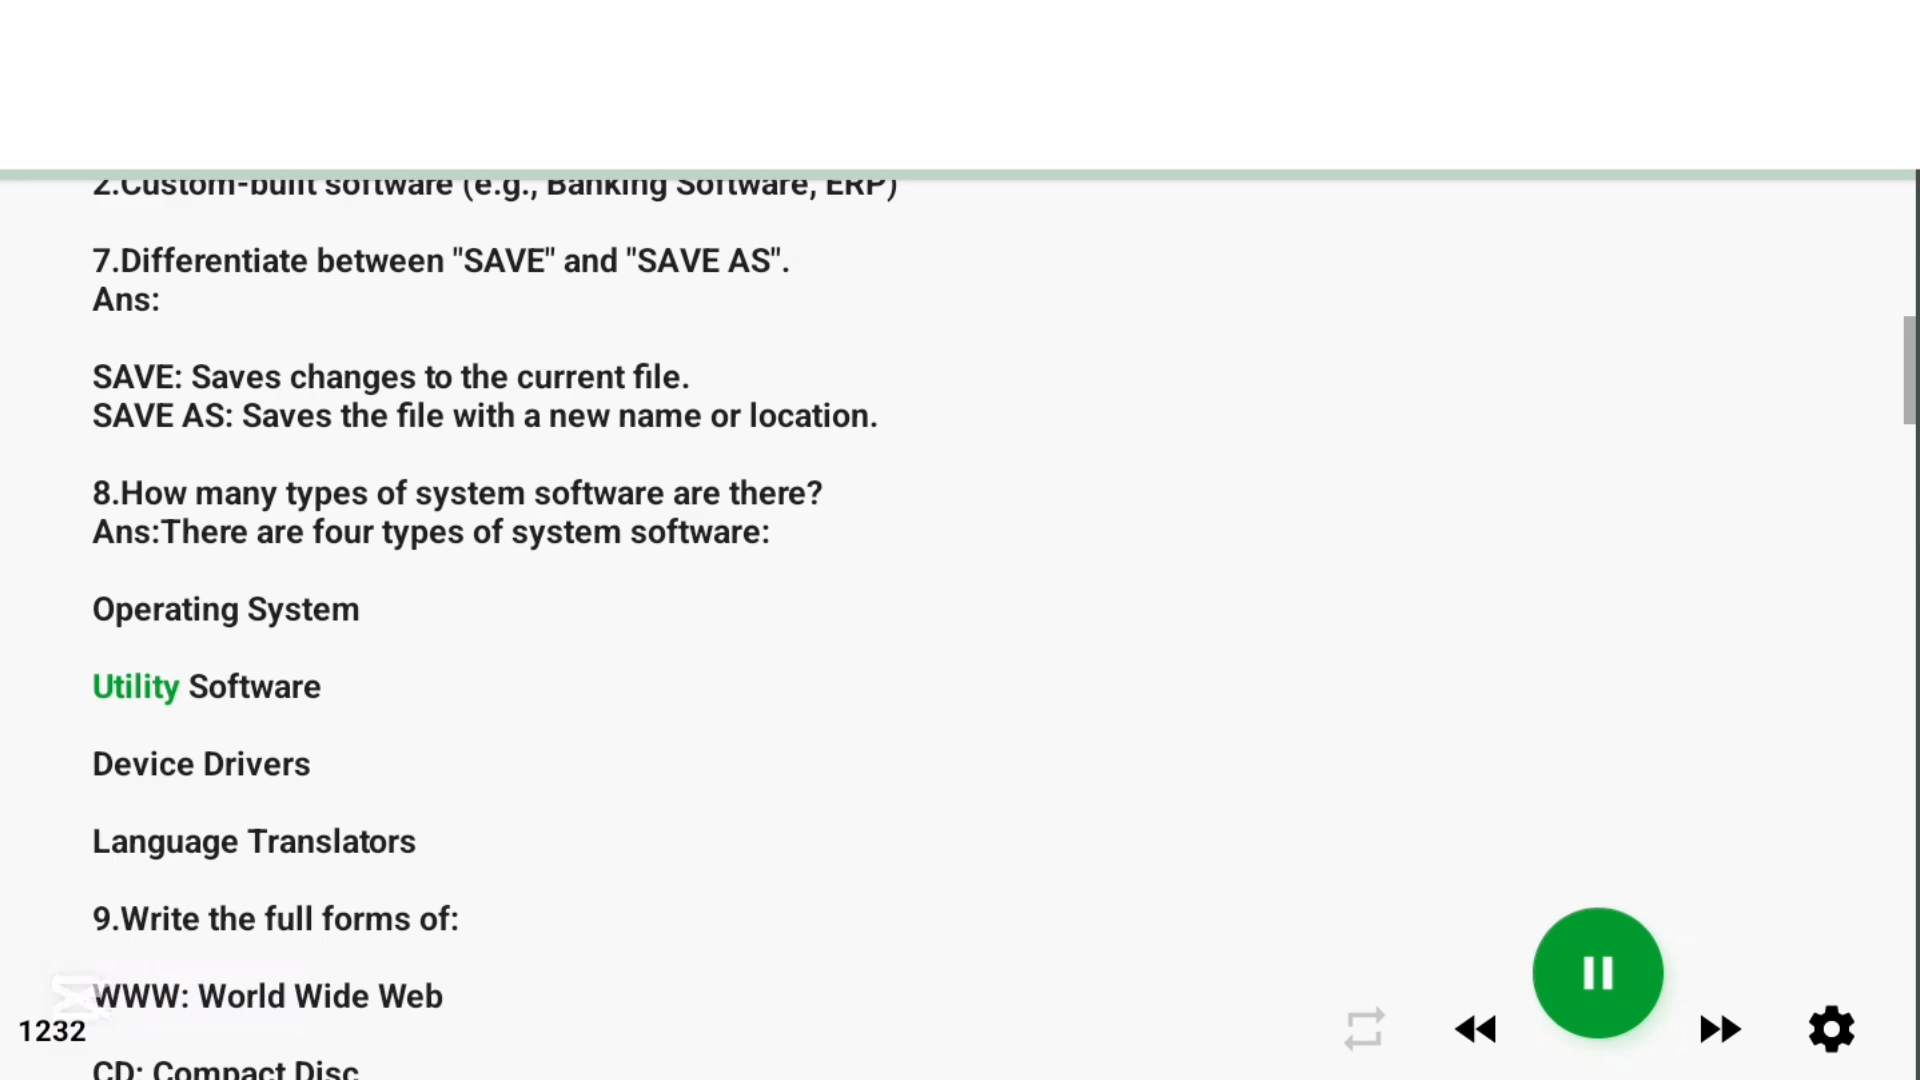 2.Custom-built software (e.g., Banking Software, ERP)
7.Differentiate between "SAVE" and "SAVE AS".
Ans:
SAVE: Saves changes to the current file.
SAVE AS: Saves the file with a new name or location.
8.How many types of system software are there?
Ans:There are four types of system software:
Operating System
Utility Software
Device Drivers
Language Translators
9.Write the full forms of:
WWW: World Wide Web
1232
CD: Compact Disc